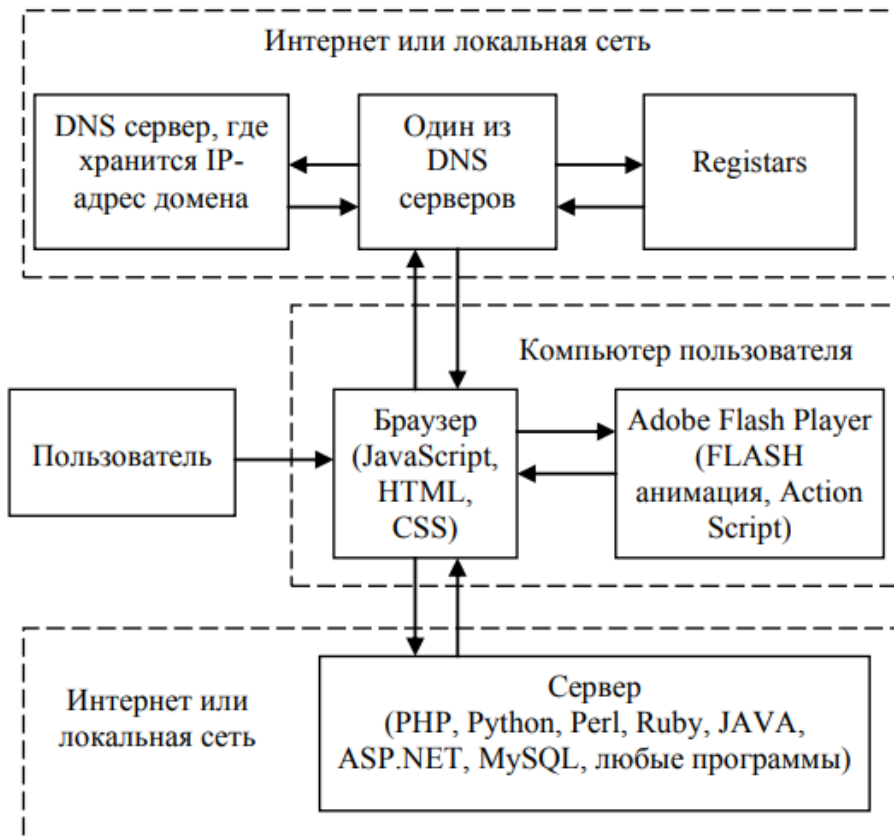 Интернет или локальная сеть
DNS сервер, где
хранится IP-
адрес домена
Один из
DNS
серверов
Registars
Компьютер пользователя
Пользователь
Браузер
(JavaScript,
HTML,
CSS)
Adobe Flash Player
(FLASH
анимация, Action
Script)
Интернет или
локальная сеть
Сервер
(PHP, Python, Perl, Ruby, JAVA,
ASP.NET, MySQL, любые программы)